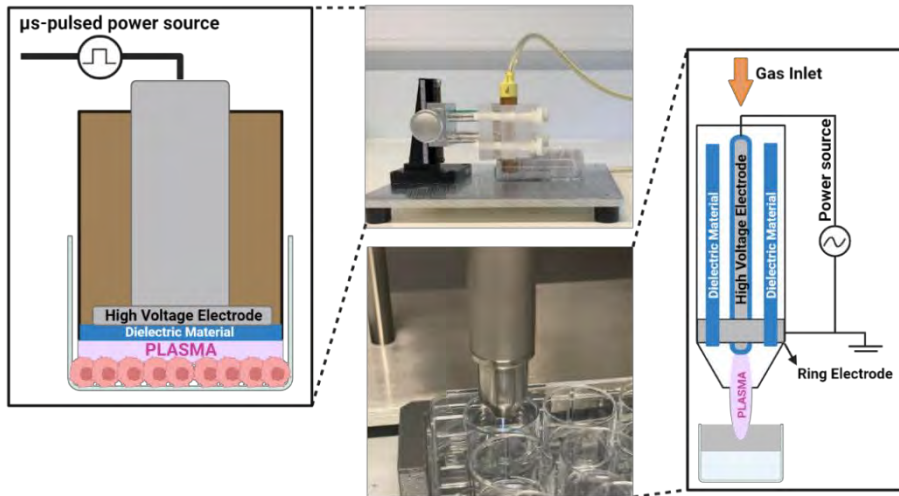 µs-pulsed power source
High Voltage Electrode
Dielectric Material
PLASMA
Gas Inlet
Dielectric Material
High Voltage Electrode
Dielectric Material
Power source
Ring Electrode
PLASMA